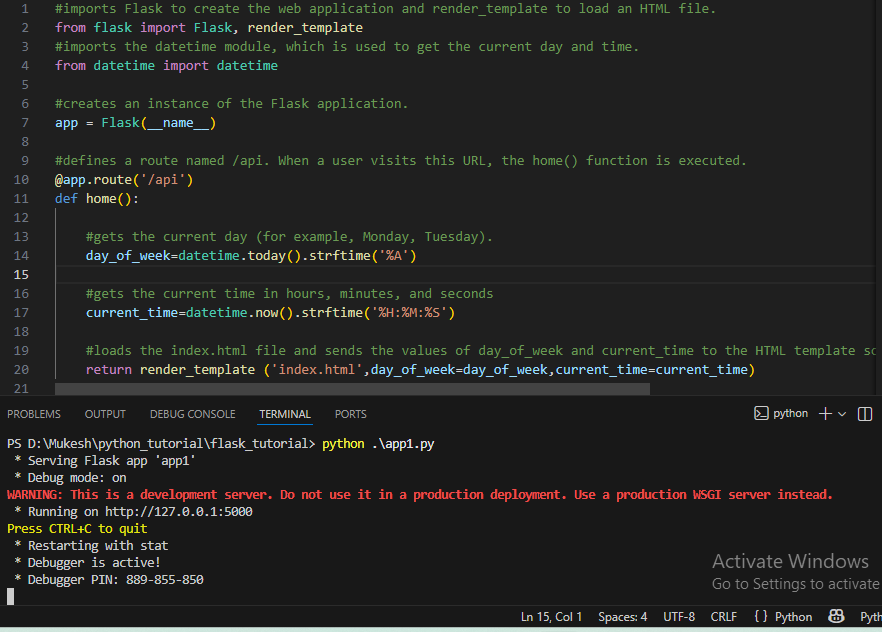 1 #imports Flask to create the web application and render_template to load an HTML file.
2 from flask import Flask, render_template
3 #imports the datetime module, which is used to get the current day and time.
4 from datetime import datetime
5
6 #creates an instance of the Flask application.
7 app = Flask(__name__)
8
9 #defines a route named /api. When a user visits this URL, the home() function is executed.
10 @app.route('/api')
11 def home():
12
13 #gets the current day (for example, Monday, Tuesday).
14 day_of_week=datetime.today().strftime('%A')
15
16 #gets the current time in hours, minutes, and seconds
17 current_time=datetime.now().strftime('%H:%M:%S')
18
19 #loads the index.html file and sends the values of day_of_week and current_time to the HTML template sc
20 return render_template ('index.html',day_of_week=day_of_week,current_time=current_time)
21
PROBLEMS OUTPUT DEBUG CONSOLE TERMINAL PORTS python
PS D:\Mukesh\python_tutorial\flask_tutorial> python .\app1.py
* Serving Flask app 'app1'
* Debug mode: on
WARNING: This is a development server. Do not use it in a production deployment. Use a production WSGI server instead.
* Running on http://127.0.0.1:5000
Press CTRL+C to quit
* Restarting with stat
* Debugger is active!
* Debugger PIN: 889-855-850
Activate Windows
Go to Settings to activate
Ln 15, Col 1 Spaces: 4 UTF-8 CRLF { } Python Pyth